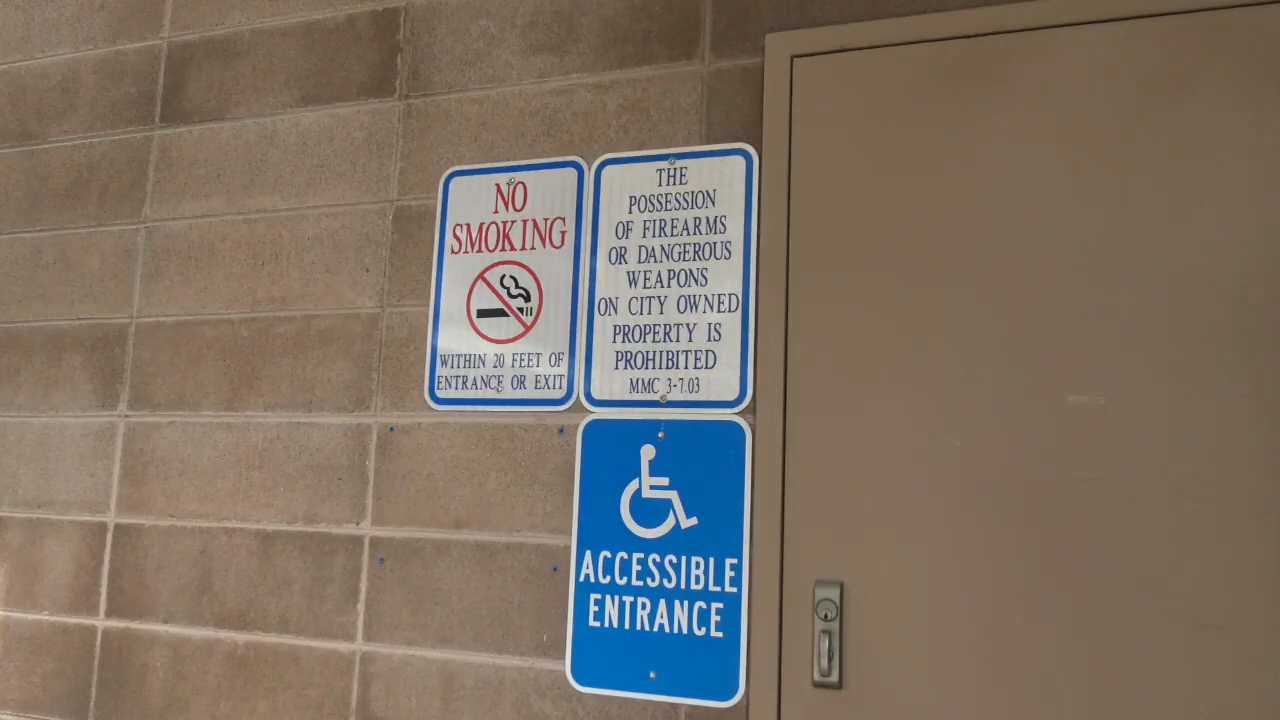 NO
SMOKING
WITHIN 20 FEET OF
ENTRANCE OR EXIT
THE
POSSESSION
OF FIREARMS
OR DANGEROUS
WEAPONS
ON CITY OWNED
PROPERTY IS
PROHIBITED
MMC 3-7.03
ACCESSIBLE
ENTRANCE